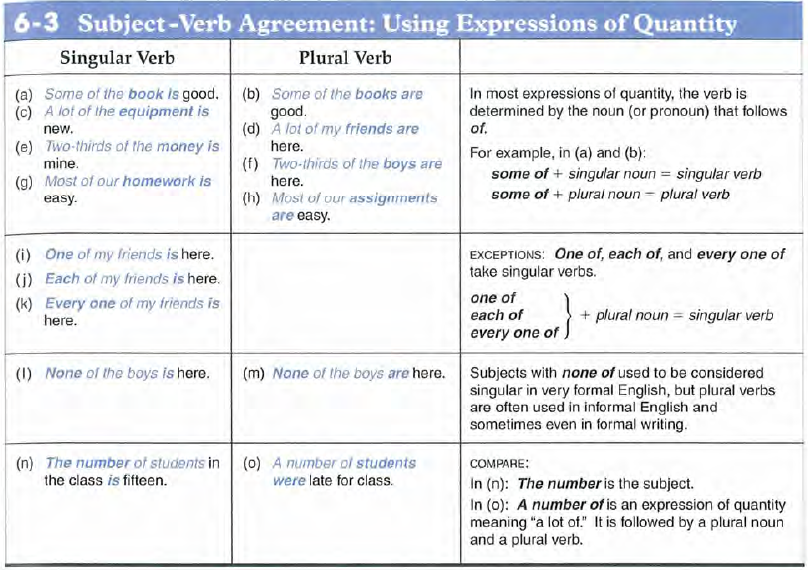 6-3 Subject-Verb Agreement: Using Expressions of Quantity
Singular Verb
Plural Verb
(a) Some of the book is good.
(c) A lot of the equipment is
new.
(e) Two-thirds of the money is
mine.
(g) Most of our homework is
easy.
(b) Some of the books are
good.
(d) A lot of my friends are
here.
(f) Two-thirds of the boys are
here.
(h) Most of our assignments
are easy.
In most expressions of quantity, the verb is
determined by the noun (or pronoun) that follows
of.
For example, in (a) and (b):
some of + singular noun = singular verb
some of + plural noun = plural verb
(i) One of my friends is here.
(j) Each of my friends is here.
(k) Every one of my friends is
here.
EXCEPTIONS: One of, each of, and every one of
take singular verbs.
one of
each of
every one of } + plural noun = singular verb
(l) None of the boys is here.
(m) None of the boys are here.
Subjects with none of used to be considered
singular in very formal English, but plural verbs
are often used in informal English and
sometimes even in formal writing.
(n) The number of students in
the class is fifteen.
(o) A number of students
were late for class.
COMPARE:
In (n): The number is the subject.
In (o): A number of is an expression of quantity
meaning "a lot of." It is followed by a plural noun
and a plural verb.